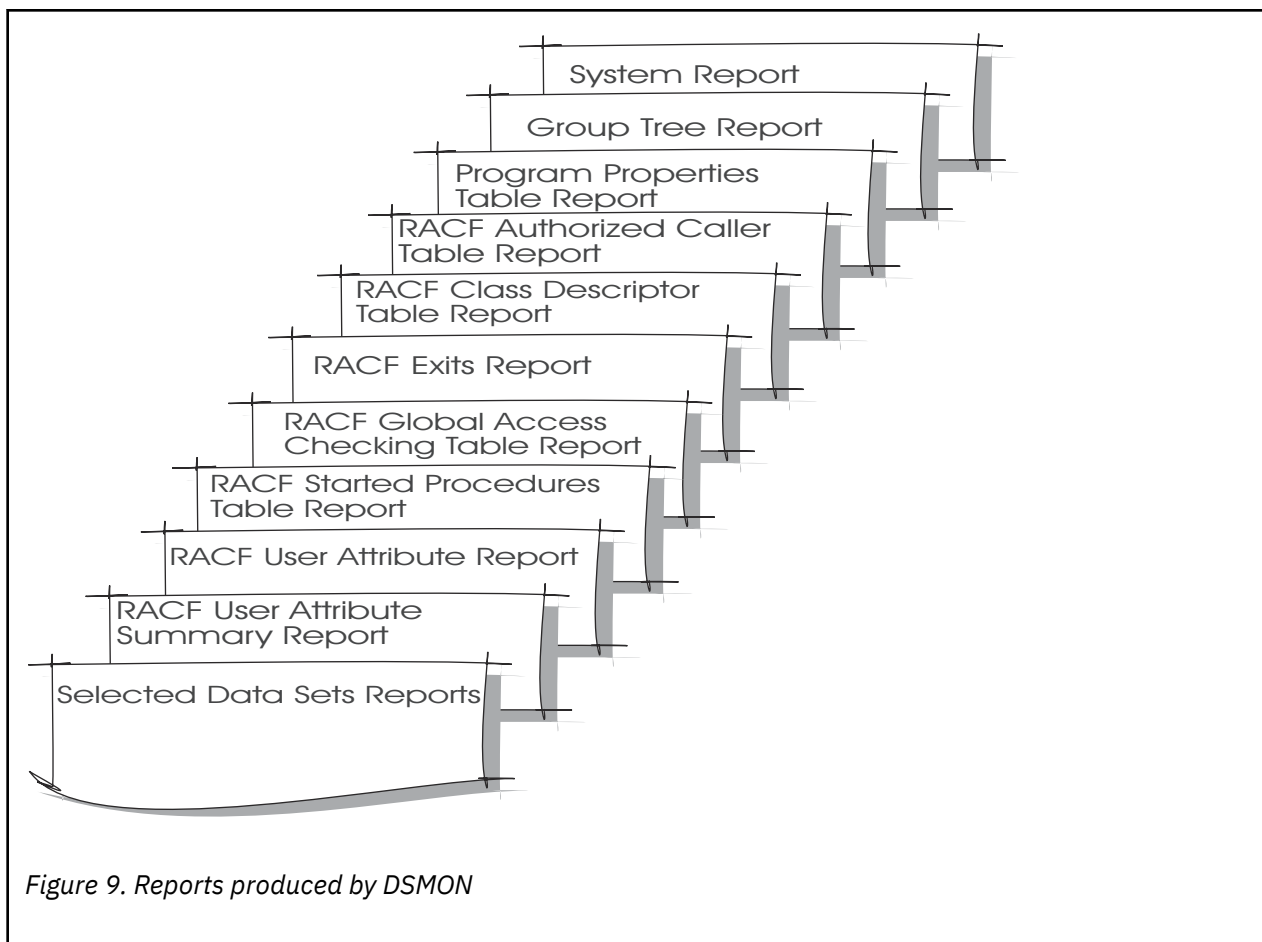 System Report
Group Tree Report
Program Properties
Table Report
RACF Authorized Caller
Table Report
RACF Class Descriptor
Table Report
RACF Exits Report
RACF Global Access
Checking Table Report
RACF Started Procedures
Table Report
RACF User Attribute Report
RACF User Attribute
Summary Report
Selected Data Sets Reports
Figure 9. Reports produced by DSMON